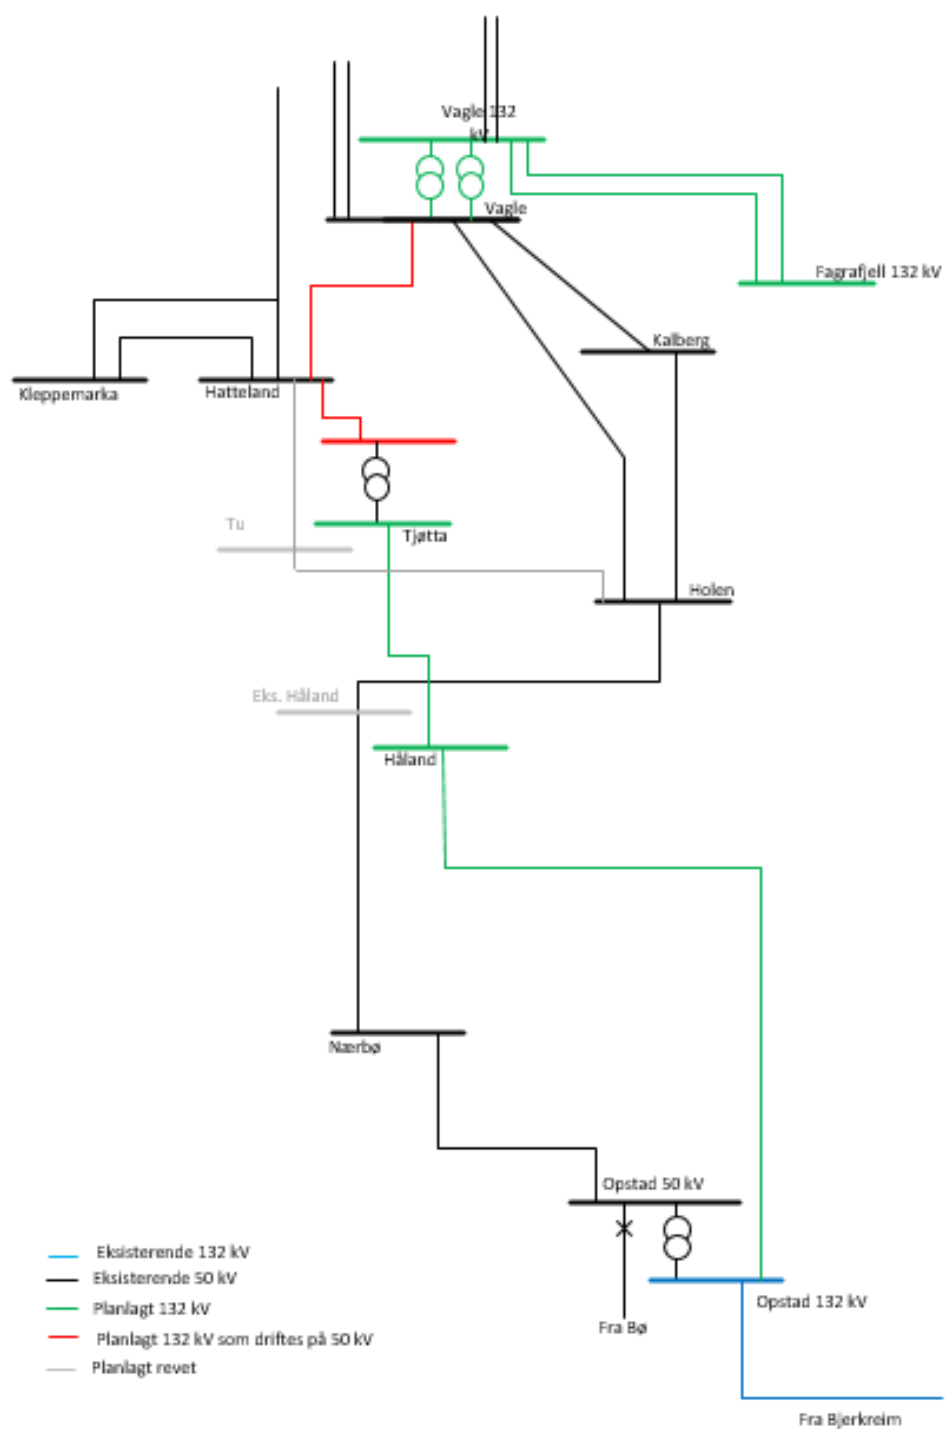 Vagle 132
kV
Vagle
Fagrafjell 132 kV
Kalberg
Kleppemarka
Hatteland
Tu
Tjøtta
Holen
Eks. Håland
Håland
Nærbø
Opstad 50 kV
Eksisterende 132 kV
Eksisterende 50 kV
Opstad 132 kV
Planlagt 132 kV
Fra Bø
Planlagt 132 kV som driftes på 50 kV
Planlagt revet
Fra Bjerkreim